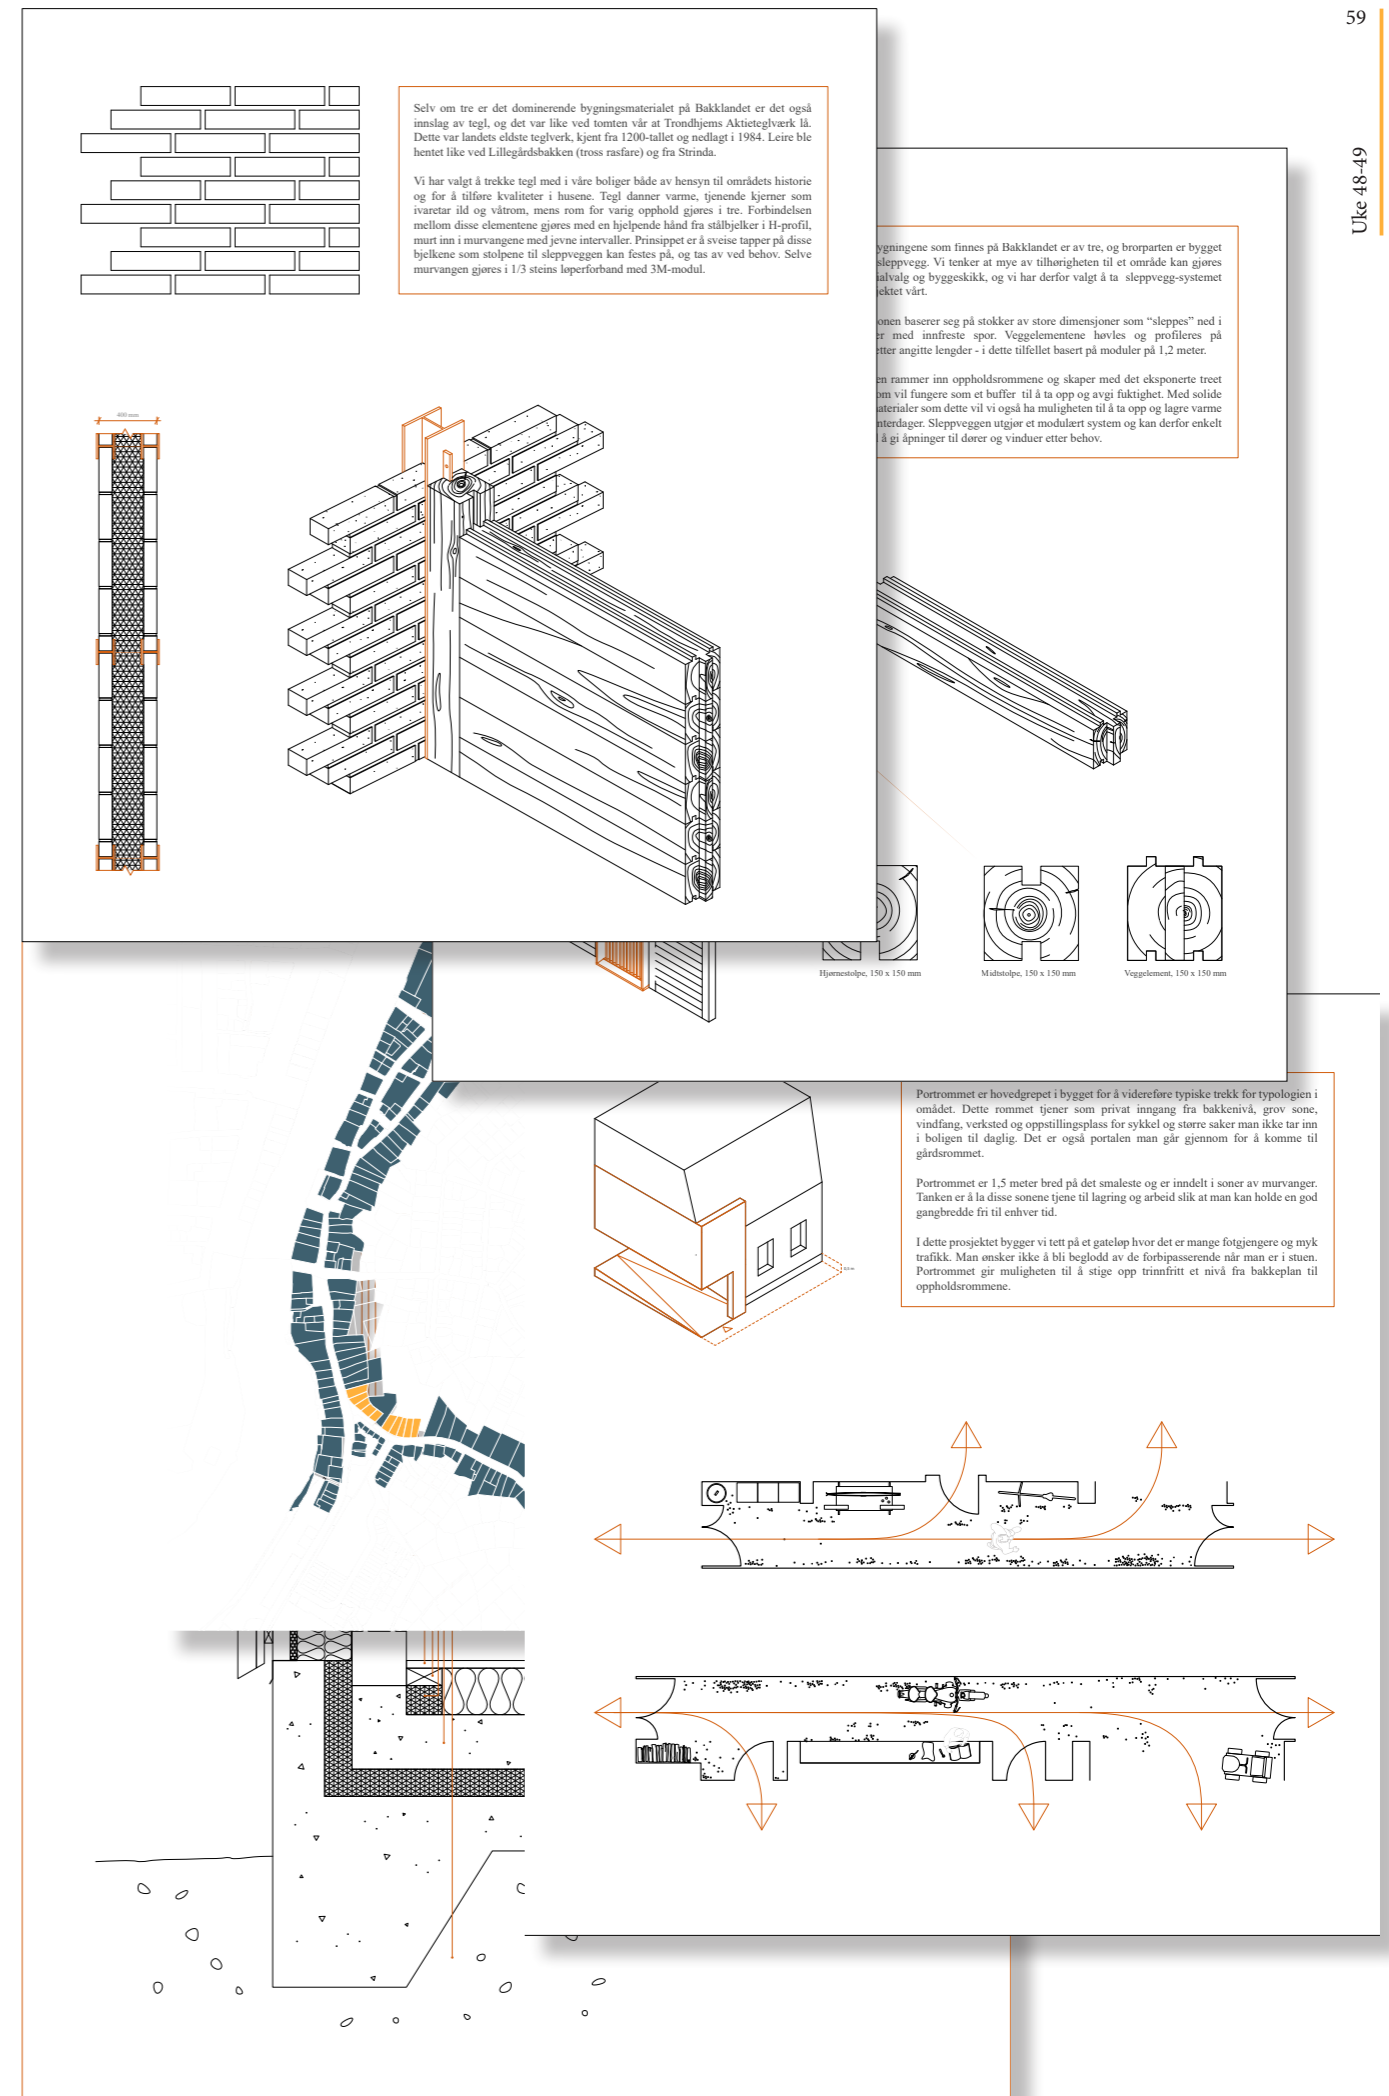 59
Uke 48-49
Selv om tre er det dominerende bygningsmaterialet på Bakklandet er det også
innslag av tegl, og det var like ved tomten vår at Trondhjems Aktieteglværk lå.
Dette var landets eldste teglverk, kjent fra 1200-tallet og nedlagt i 1984. Leire ble
hentet like ved Lillegårdsbakken (tross rasfare) og fra Strinda.
Vi har valgt å trekke tegl med i våre boliger både av hensyn til områdets historie
og for å tilføre kvaliteter i husene. Tegl danner varme, tjenende kjerner som
ivaretar ild og våtrom, mens rom for varig opphold gjøres i tre. Forbindelsen
mellom disse elementene gjøres med en hjelpende hånd fra stålbjelker i H-profil,
murt inn i murvangene med jevne intervaller. Prinsippet er å sveise tapper på disse
bjelkene som stolpene til sleppveggen kan festes på, og tas av ved behov. Selve
murvangen gjøres i 1/3 steins løperforband med 3M-modul.
400 mm
ygningene som finnes på Bakklandet er av tre, og brorparten er bygget
sleppvegg. Vi tenker at mye av tilhørigheten til et område kan gjøres
ialvalg og byggeskikk, og vi har derfor valgt å ta sleppvegg-systemet
jektet vårt.
onen baserer seg på stokker av store dimensjoner som “sleppes” ned i
er med innfreste spor. Veggelementene høvles og profileres på
etter angitte lengder - i dette tilfellet basert på moduler på 1,2 meter.
en rammer inn oppholdsrommene og skaper med det eksponerte treet
om vil fungere som et buffer til å ta opp og avgi fuktighet. Med solide
aterialer som dette vil vi også ha muligheten til å ta opp og lagre varme
nterdager. Sleppveggen utgjør et modulært system og kan derfor enkelt
å gi åpninger til dører og vinduer etter behov.
Hjørnestolpe, 150 x 150 mm
Midtstolpe, 150 x 150 mm
Veggelement, 150 x 150 mm
Portrommet er hovedgrepet i bygget for å videreføre typiske trekk for typologien i
området. Dette rommet tjener som privat inngang fra bakkenivå, grov sone,
vindfang, verksted og oppstillingsplass for sykkel og større saker man ikke tar inn
i boligen til daglig. Det er også portalen man går gjennom for å komme til
gårdsrommet.
Portrommet er 1,5 meter bred på det smaleste og er inndelt i soner av murvanger.
Tanken er å la disse sonene tjene til lagring og arbeid slik at man kan holde en god
gangbredde fri til enhver tid.
I dette prosjektet bygger vi tett på et gateløp hvor det er mange fotgjengere og myk
trafikk. Man ønsker ikke å bli beglodd av de forbipasserende når man er i stuen.
Portrommet gir muligheten til å stige opp trinnfritt et nivå fra bakkeplan til
oppholdsrommene.